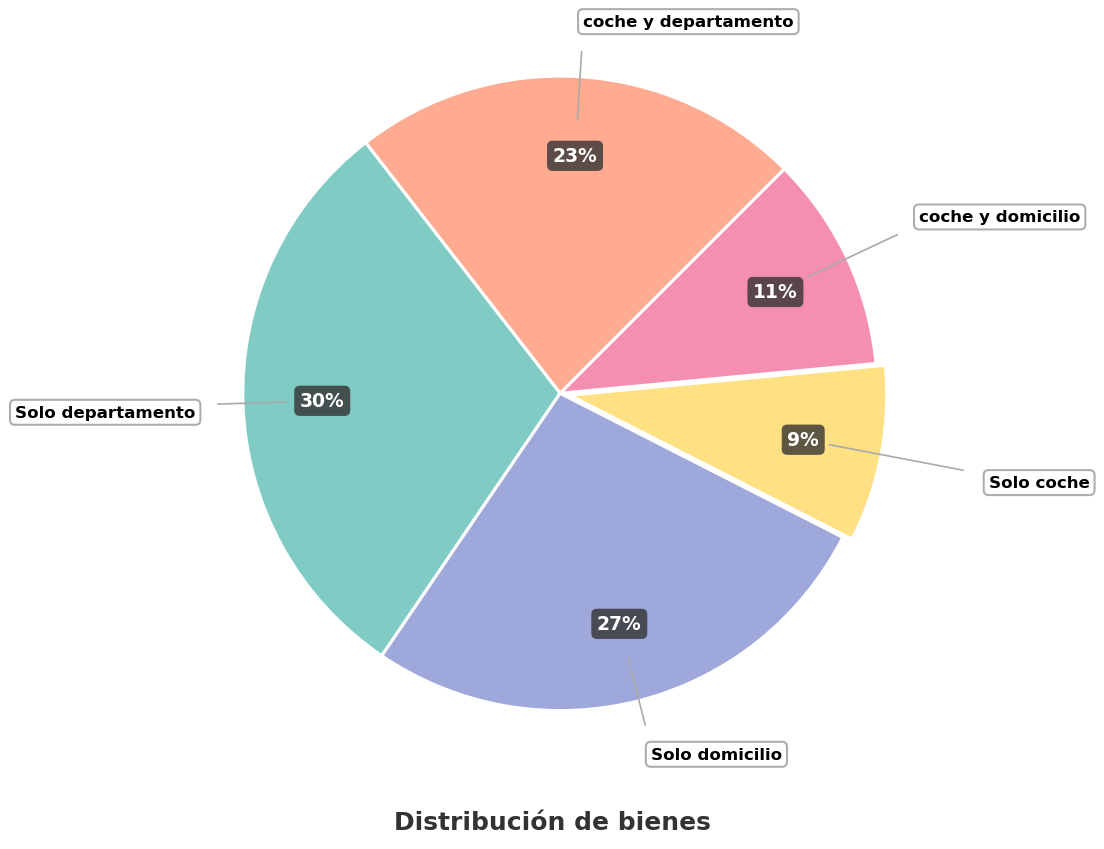 coche y departamento
23%
coche y domicilio
11%
Solo departamento
30%
9%
Solo coche
27%
Solo domicilio
Distribución de bienes